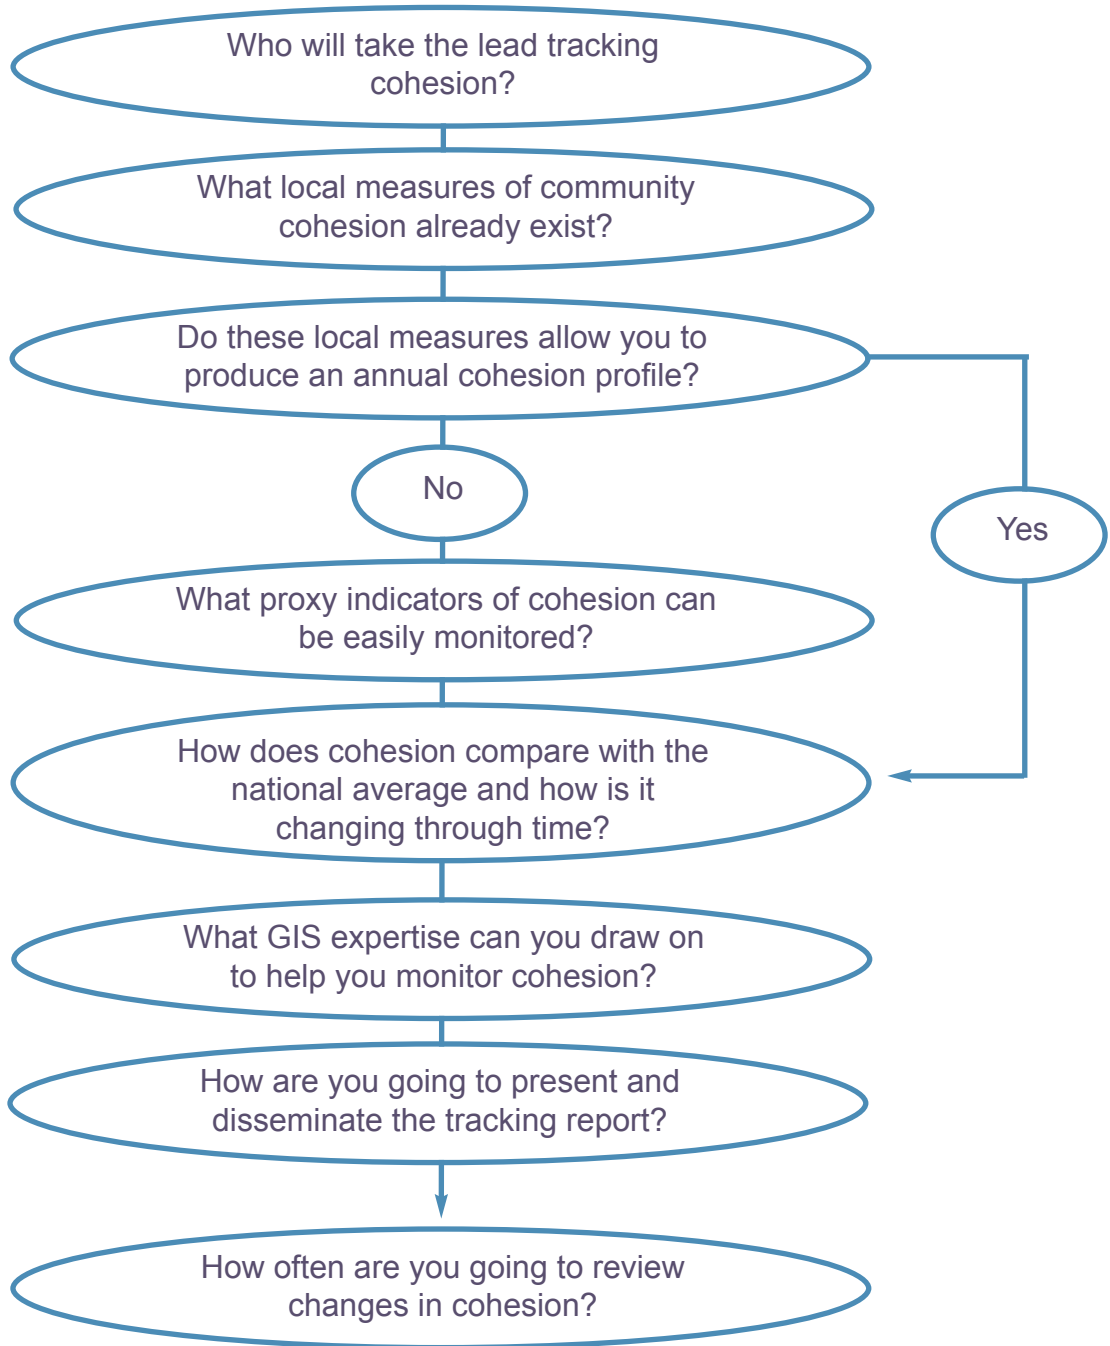 Who will take the lead tracking
cohesion?
What local measures of community
cohesion already exist?
Do these local measures allow you to
produce an annual cohesion profile?
No
Yes
What proxy indicators of cohesion can
be easily monitored?
How does cohesion compare with the
national average and how is it
changing through time?
What GIS expertise can you draw on
to help you monitor cohesion?
How are you going to present and
disseminate the tracking report?
How often are you going to review
changes in cohesion?